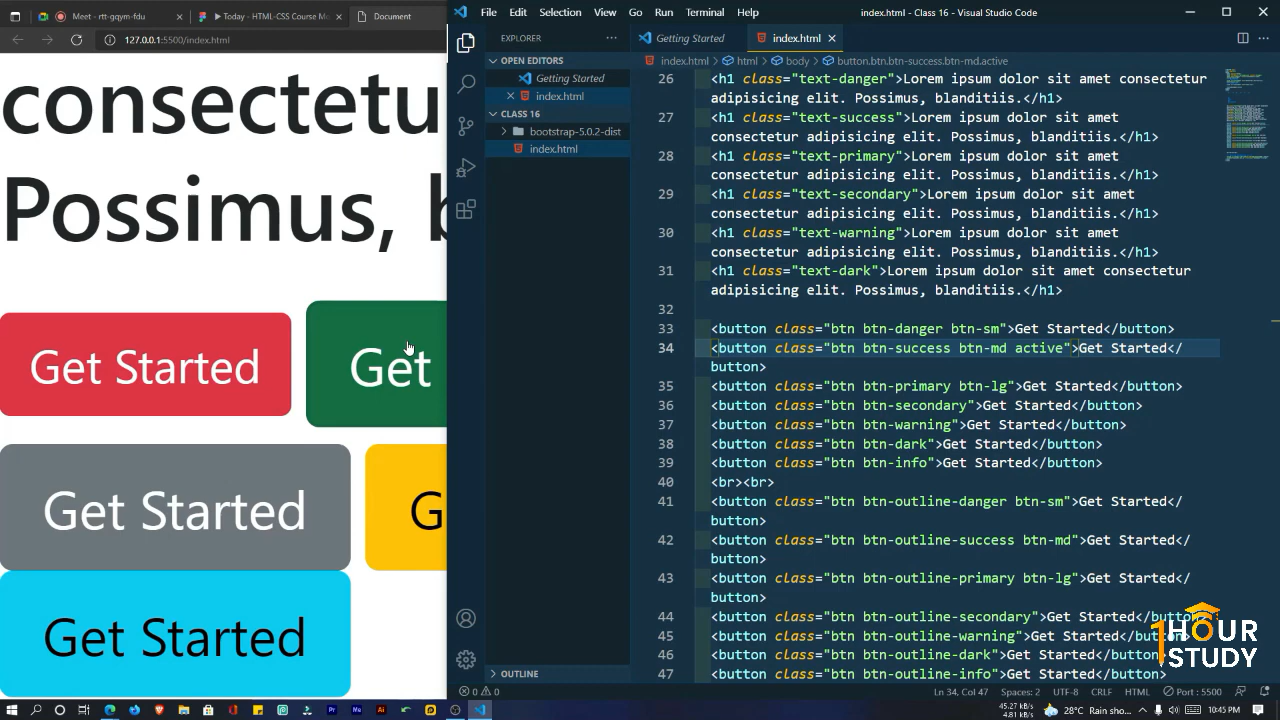 Meet - rtt-gqym-fdu
Today - HTML-CSS Course M
Document
127.0.0.1:5500/index.html
consectetu
Possimus, b
Get Started
Get
Get Started
G
Get Started
File Edit Selection View Go Run Terminal Help
index.html - Class 16 - Visual Studio Code
EXPLORER
OPEN EDITORS
Getting Started
index.html
CLASS 16
bootstrap-5.0.2-dist
index.html
OUTLINE
Getting Started
index.html
index.html > html > body > button.btn.btn-success.btn-md.active
26 <h1 class="text-danger">Lorem ipsum dolor sit amet consectetur
adipisicing elit. Possimus, blanditiis.</h1>
27 <h1 class="text-success">Lorem ipsum dolor sit amet
consectetur adipisicing elit. Possimus, blanditiis.</h1>
28 <h1 class="text-primary">Lorem ipsum dolor sit amet
consectetur adipisicing elit. Possimus, blanditiis.</h1>
29 <h1 class="text-secondary">Lorem ipsum dolor sit amet
consectetur adipisicing elit. Possimus, blanditiis.</h1>
30 <h1 class="text-warning">Lorem ipsum dolor sit amet
consectetur adipisicing elit. Possimus, blanditiis.</h1>
31 <h1 class="text-dark">Lorem ipsum dolor sit amet consectetur
adipisicing elit. Possimus, blanditiis.</h1>
32
33 <button class="btn btn-danger btn-sm">Get Started</button>
34 <button class="btn btn-success btn-md active">Get Started</
button>
35 <button class="btn btn-primary btn-lg">Get Started</button>
36 <button class="btn btn-secondary">Get Started</button>
37 <button class="btn btn-warning">Get Started</button>
38 <button class="btn btn-dark">Get Started</button>
39 <button class="btn btn-info">Get Started</button>
40 <br><br>
41 <button class="btn btn-outline-danger btn-sm">Get Started</
button>
42 <button class="btn btn-outline-success btn-md">Get Started</
button>
43 <button class="btn btn-outline-primary btn-lg">Get Started</
button>
44 <button class="btn btn-outline-secondary">Get Started</button>
45 <button class="btn btn-outline-warning">Get Started</button>
46 <button class="btn btn-outline-dark">Get Started</button>
47 <button class="btn btn-outline-info">Get Started</button>
1HOUR
STUDY
0 0
Ln 34, Col 47 Spaces: 2 UTF-8 CRLF HTML Port : 5500
45.27 kB/s
4.81 kB/s
28°C Rain sho...
10:45 PM